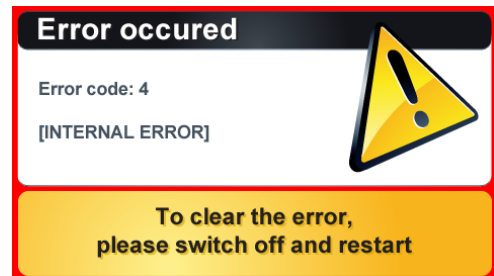 Error occured
Error code: 4
[INTERNAL ERROR]
To clear the error,
please switch off and restart